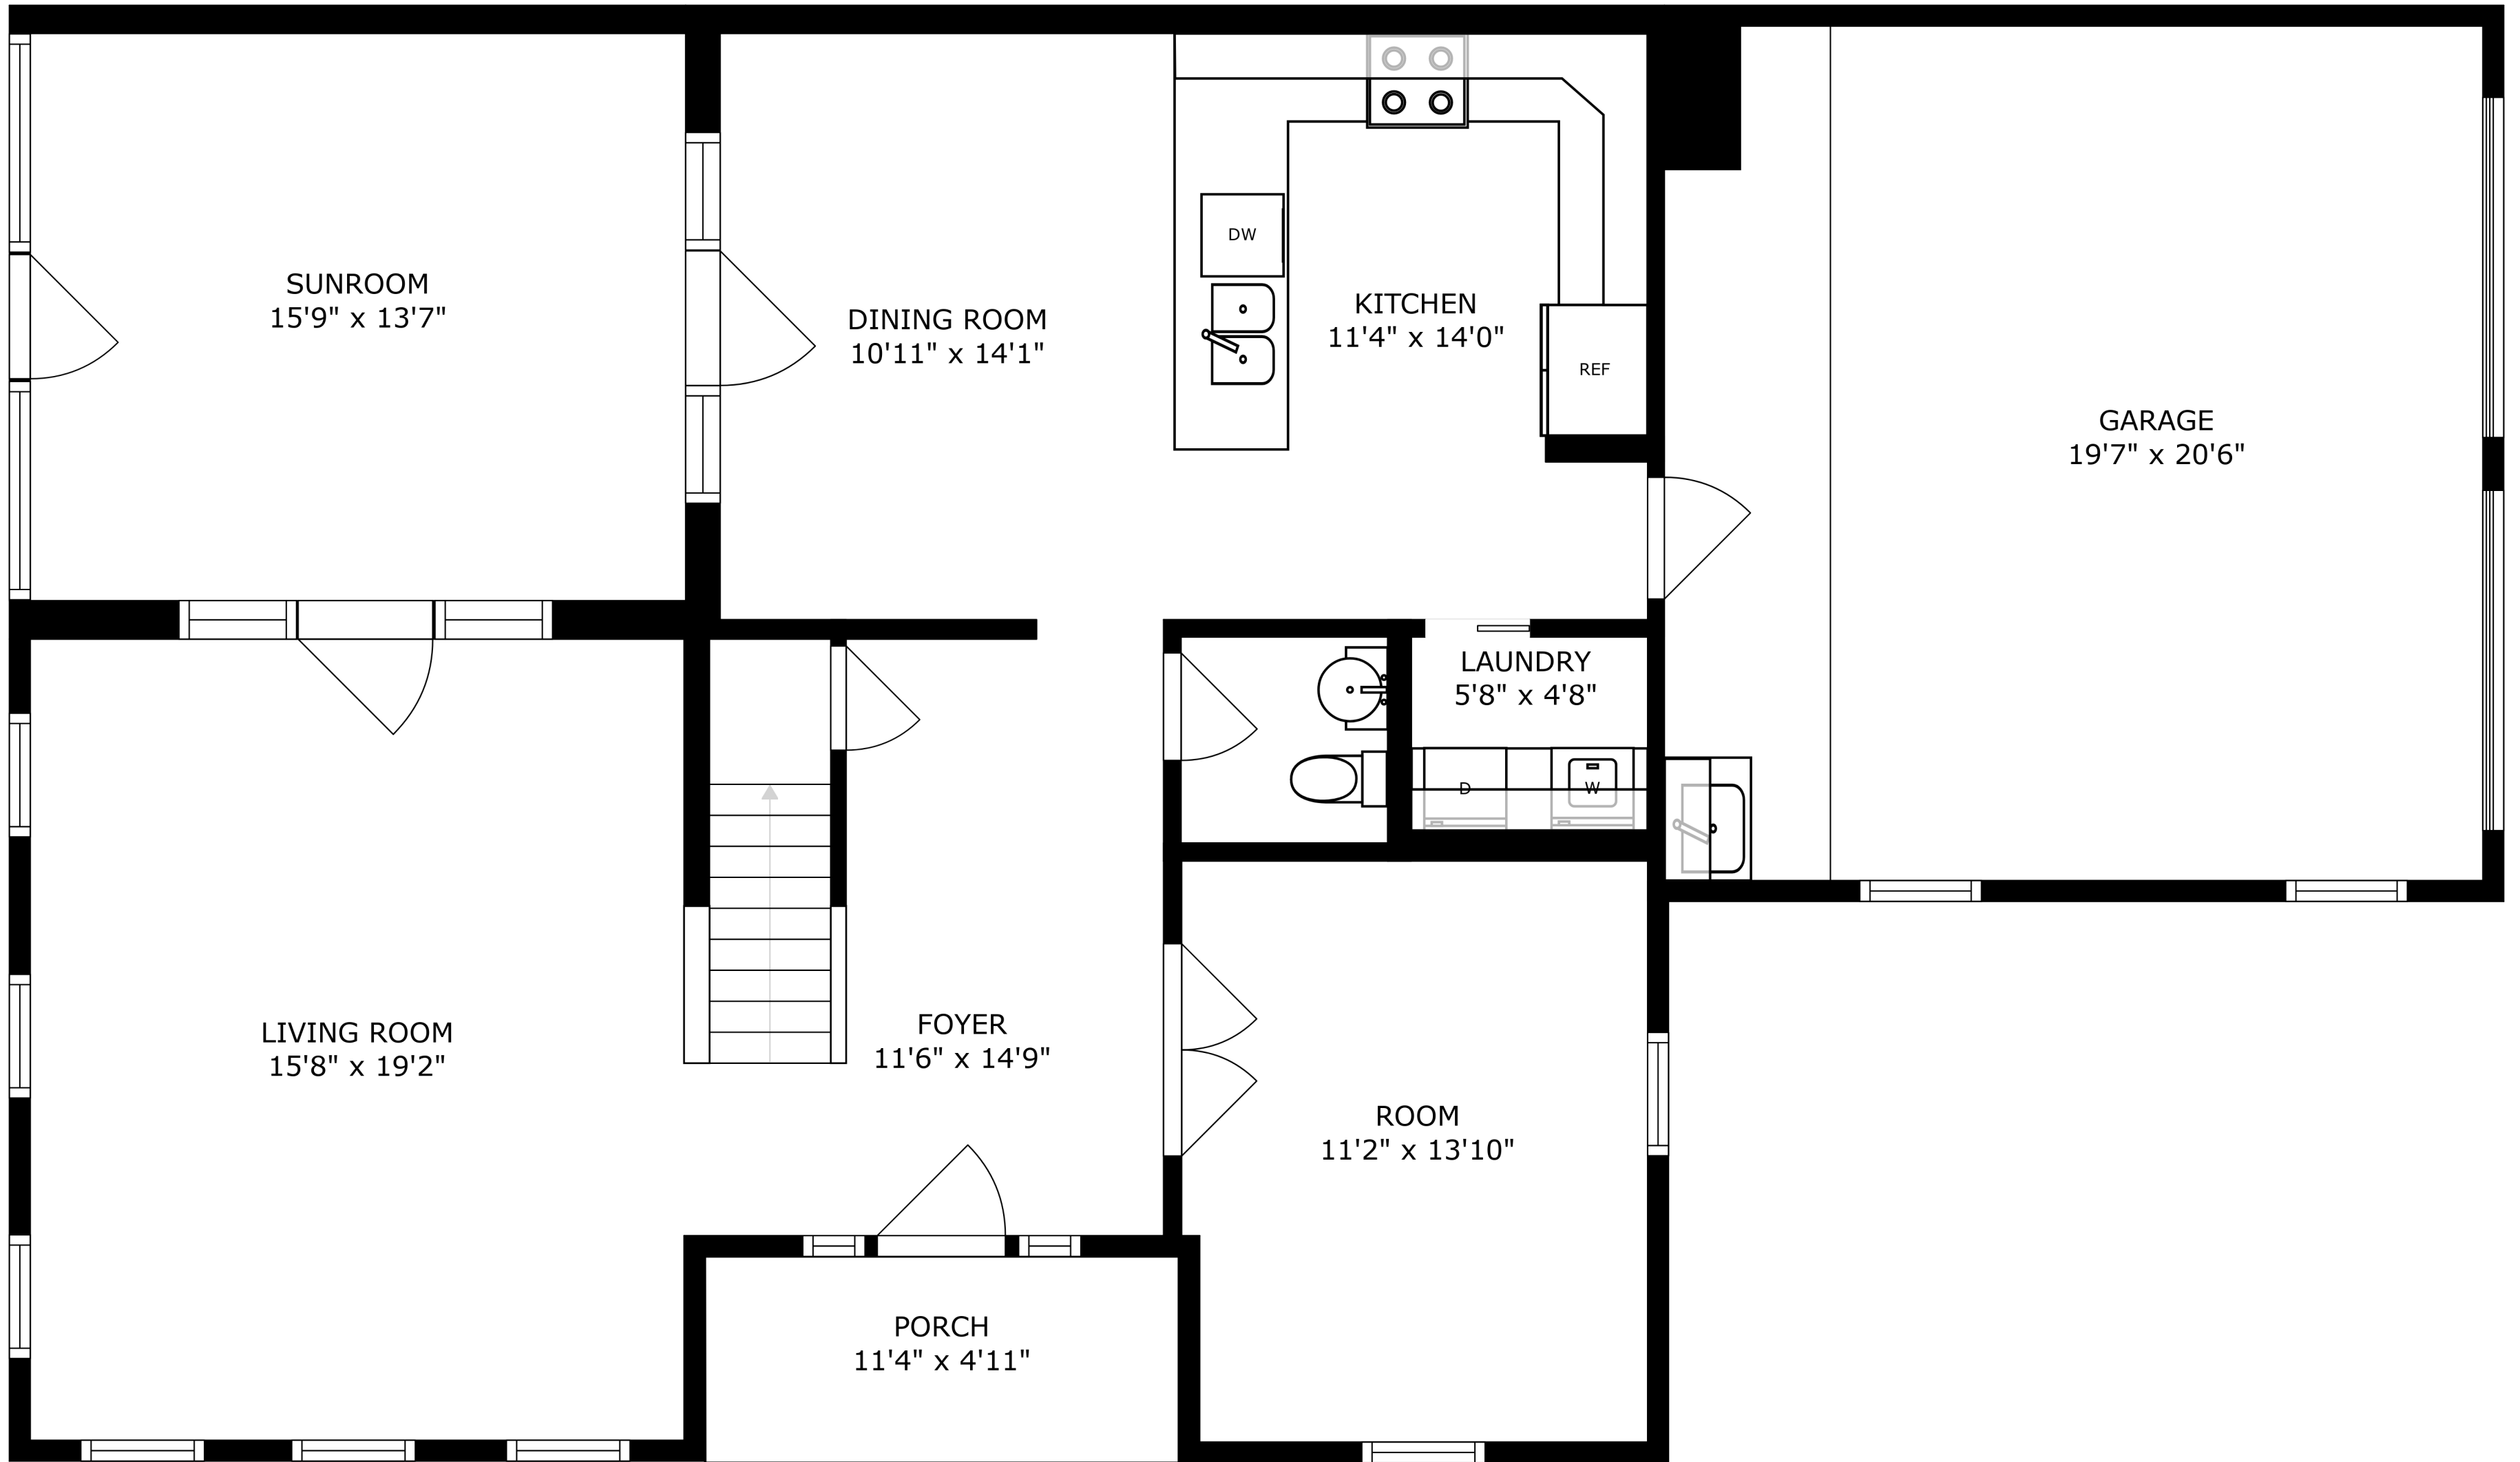 SUNROOM
15'9" x 13'7"
DINING ROOM
10'11" x 14'1"
DW
KITCHEN
11'4" x 14'0"
REF
GARAGE
19'7" x 20'6"
LAUNDRY
5'8" x 4'8"
D
W
LIVING ROOM
15'8" x 19'2"
FOYER
11'6" x 14'9"
ROOM
11'2" x 13'10"
PORCH
11'4" x 4'11"